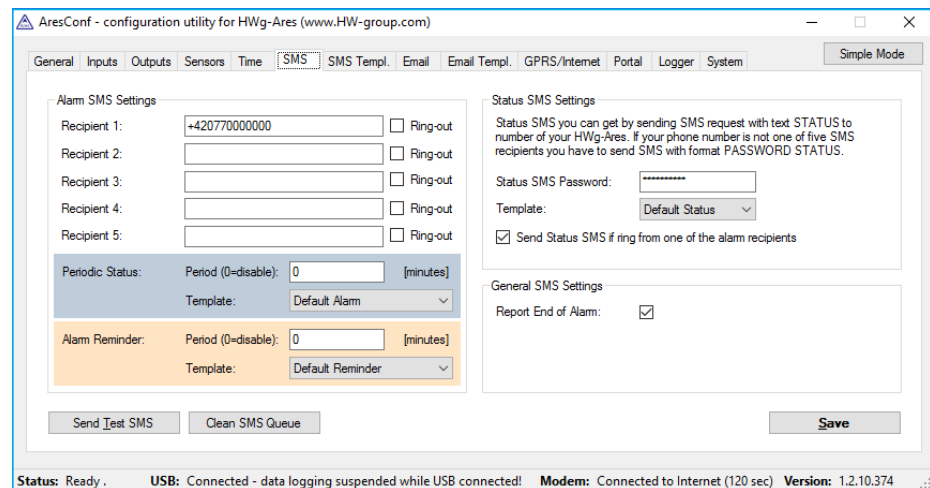 AresConf - configuration utility for HWg-Ares (www.HW-group.com)
General Inputs Outputs Sensors Time SMS SMS Templ. Email Email Templ. GPRS/Internet Portal Logger System Simple Mode
Alarm SMS Settings
Recipient 1: +420770000000 Ring-out
Recipient 2: Ring-out
Recipient 3: Ring-out
Recipient 4: Ring-out
Recipient 5: Ring-out
Periodic Status: Period (0=disable): 0 [minutes]
Template: Default Alarm
Alarm Reminder: Period (0=disable): 0 [minutes]
Template: Default Reminder
Send Test SMS Clean SMS Queue
Status SMS Settings
Status SMS you can get by sending SMS request with text STATUS to
number of your HWg-Ares. If your phone number is not one of five SMS
recipients you have to send SMS with format PASSWORD STATUS.
Status SMS Password: **********
Template: Default Status
Send Status SMS if ring from one of the alarm recipients
General SMS Settings
Report End of Alarm:
Save
Status: Ready . USB: Connected - data logging suspended while USB connected! Modem: Connected to Internet (120 sec) Version: 1.2.10.374